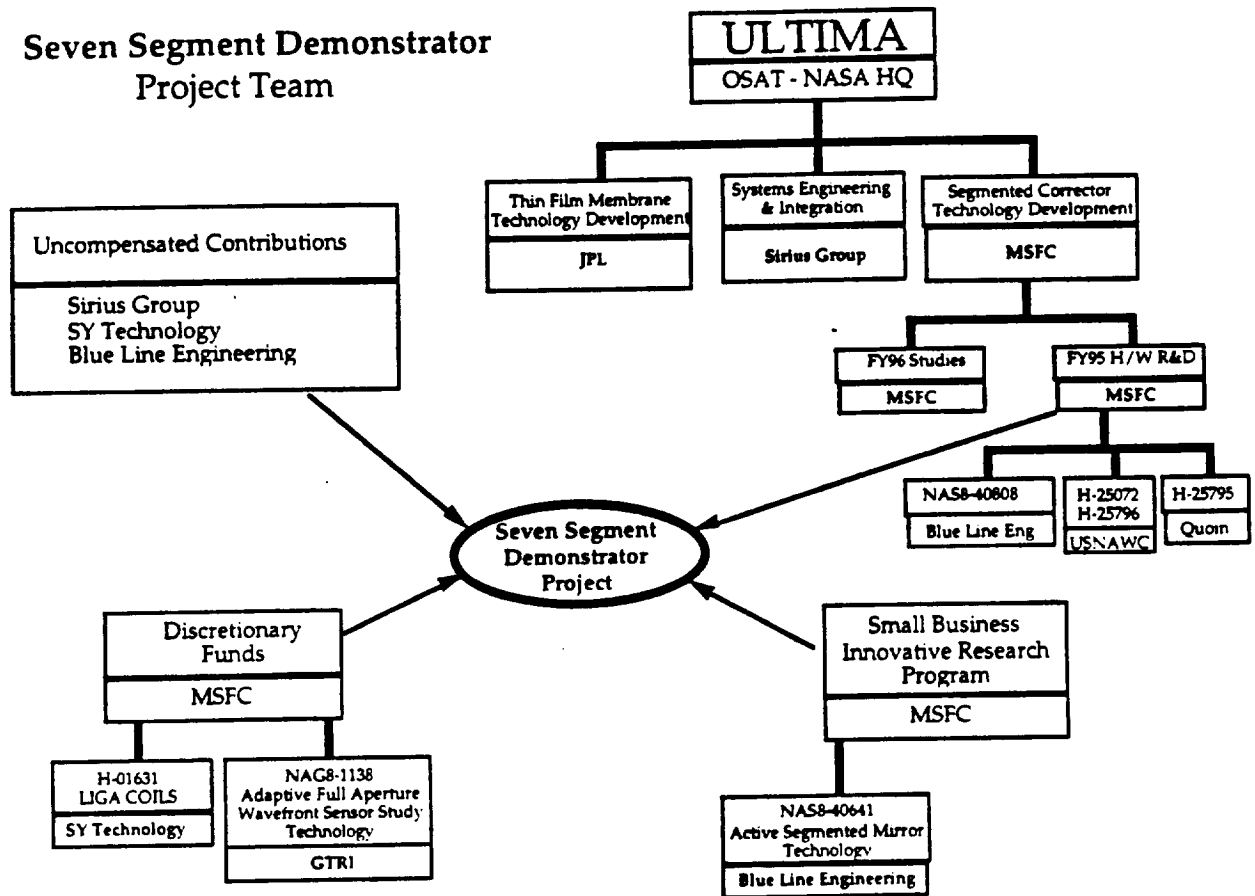 Seven Segment Demonstrator
Project Team
ULTIMA
OSAT - NASA HQ
Thin Film Membrane
Technology Development
JPL
Systems Engineering
& Integration
Sirius Group
Segmented Corrector
Technology Development
MSFC
Uncompensated Contributions
Sirius Group
SY Technology
Blue Line Engineering
FY96 Studies
MSFC
FY95 H/W R&D
MSFC
NAS8-40808
Blue Line Eng
H-25072
H-25796
USNAWC
H-25795
Quoin
Seven Segment
Demonstrator
Project
Discretionary
Funds
MSFC
H-01631
LIGA COILS
SY Technology
NAG8-1138
Adaptive Full Aperture
Wavefront Sensor Study
Technology
GTRI
Small Business
Innovative Research
Program
MSFC
NAS8-40641
Active Segmented Mirror
Technology
Blue Line Engineering